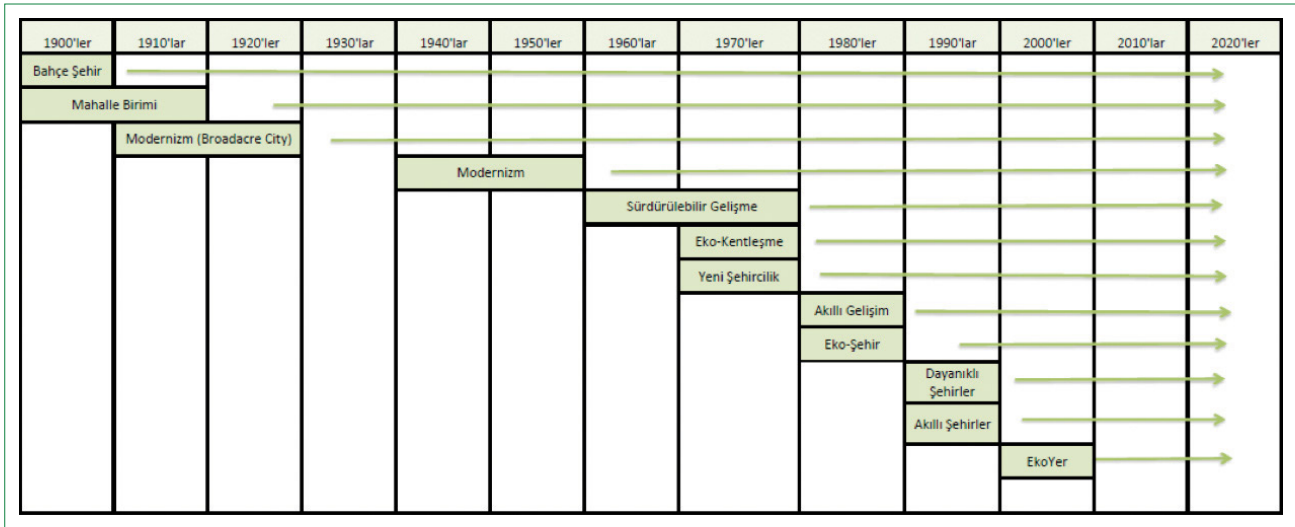 1900'ler 1910'lar 1920'ler 1930'lar 1940'lar 1950'ler 1960'lar 1970'ler 1980'ler 1990'lar 2000'ler 2010'lar 2020'ler
Bahçe Şehir
Mahalle Birimi
Modernizm (Broadacre City)
Modernizm
Sürdürülebilir Gelişme
Eko-Kentleşme
Yeni Şehircilik
Akıllı Gelişim
Eko-Şehir
Dayanıklı
Şehirler
Akıllı Şehirler
EkoYer